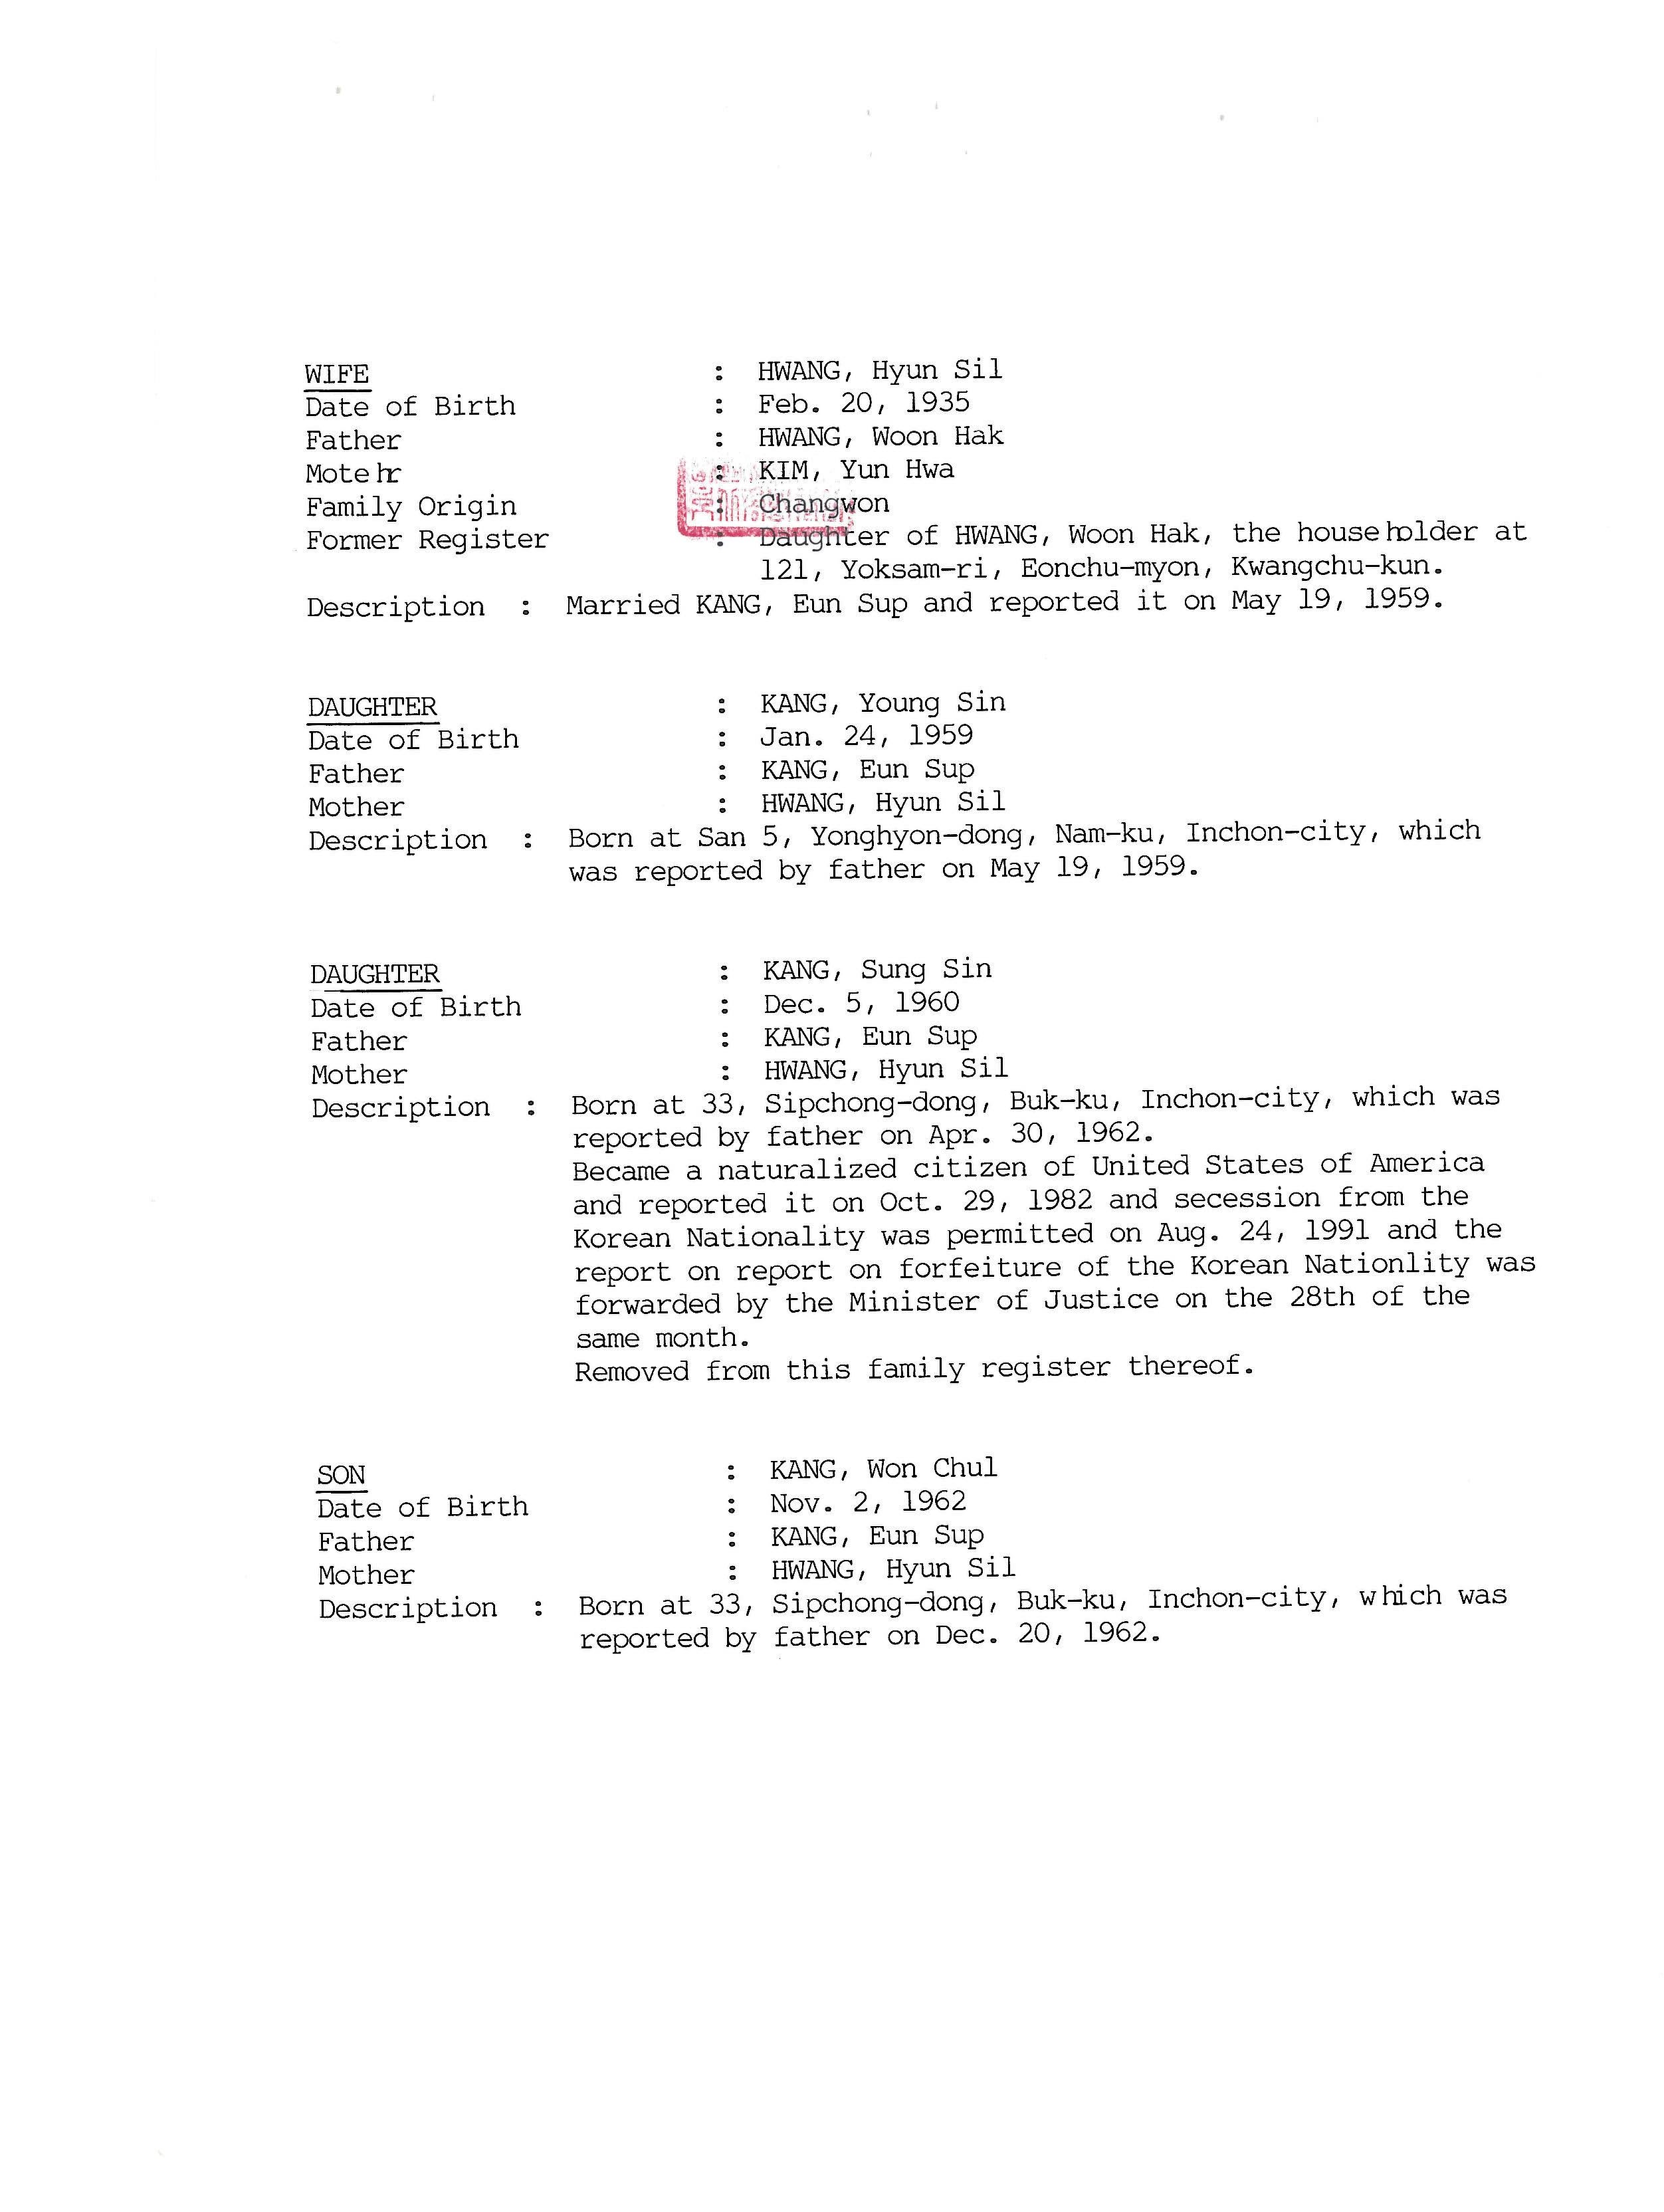 WIFE : HWANG, Hyun Sil
Date of Birth : Feb. 20, 1935
Father : HWANG, Woon Hak
Motehr : KIM, Yun Hwa
Family Origin : Changwon
Former Register : Daughter of HWANG, Woon Hak, the householder at
121, Yoksam-ri, Eonchu-myon, Kwangchu-kun.
Description : Married KANG, Eun Sup and reported it on May 19, 1959.
DAUGHTER : KANG, Young Sin
Date of Birth : Jan. 24, 1959
Father : KANG, Eun Sup
Mother : HWANG, Hyun Sil
Description : Born at San 5, Yonghyon-dong, Nam-ku, Inchon-city, which
was reported by father on May 19, 1959.
DAUGHTER : KANG, Sung Sin
Date of Birth : Dec. 5, 1960
Father : KANG, Eun Sup
Mother : HWANG, Hyun Sil
Description : Born at 33, Sipchong-dong, Buk-ku, Inchon-city, which was
reported by father on Apr. 30, 1962.
Became a naturalized citizen of United States of America
and reported it on Oct. 29, 1982 and secession from the
Korean Nationality was permitted on Aug. 24, 1991 and the
report on report on forfeiture of the Korean Nationlity was
forwarded by the Minister of Justice on the 28th of the
same month.
Removed from this family register thereof.
SON : KANG, Won Chul
Date of Birth : Nov. 2, 1962
Father : KANG, Eun Sup
Mother : HWANG, Hyun Sil
Description : Born at 33, Sipchong-dong, Buk-ku, Inchon-city, which was
reported by father on Dec. 20, 1962.